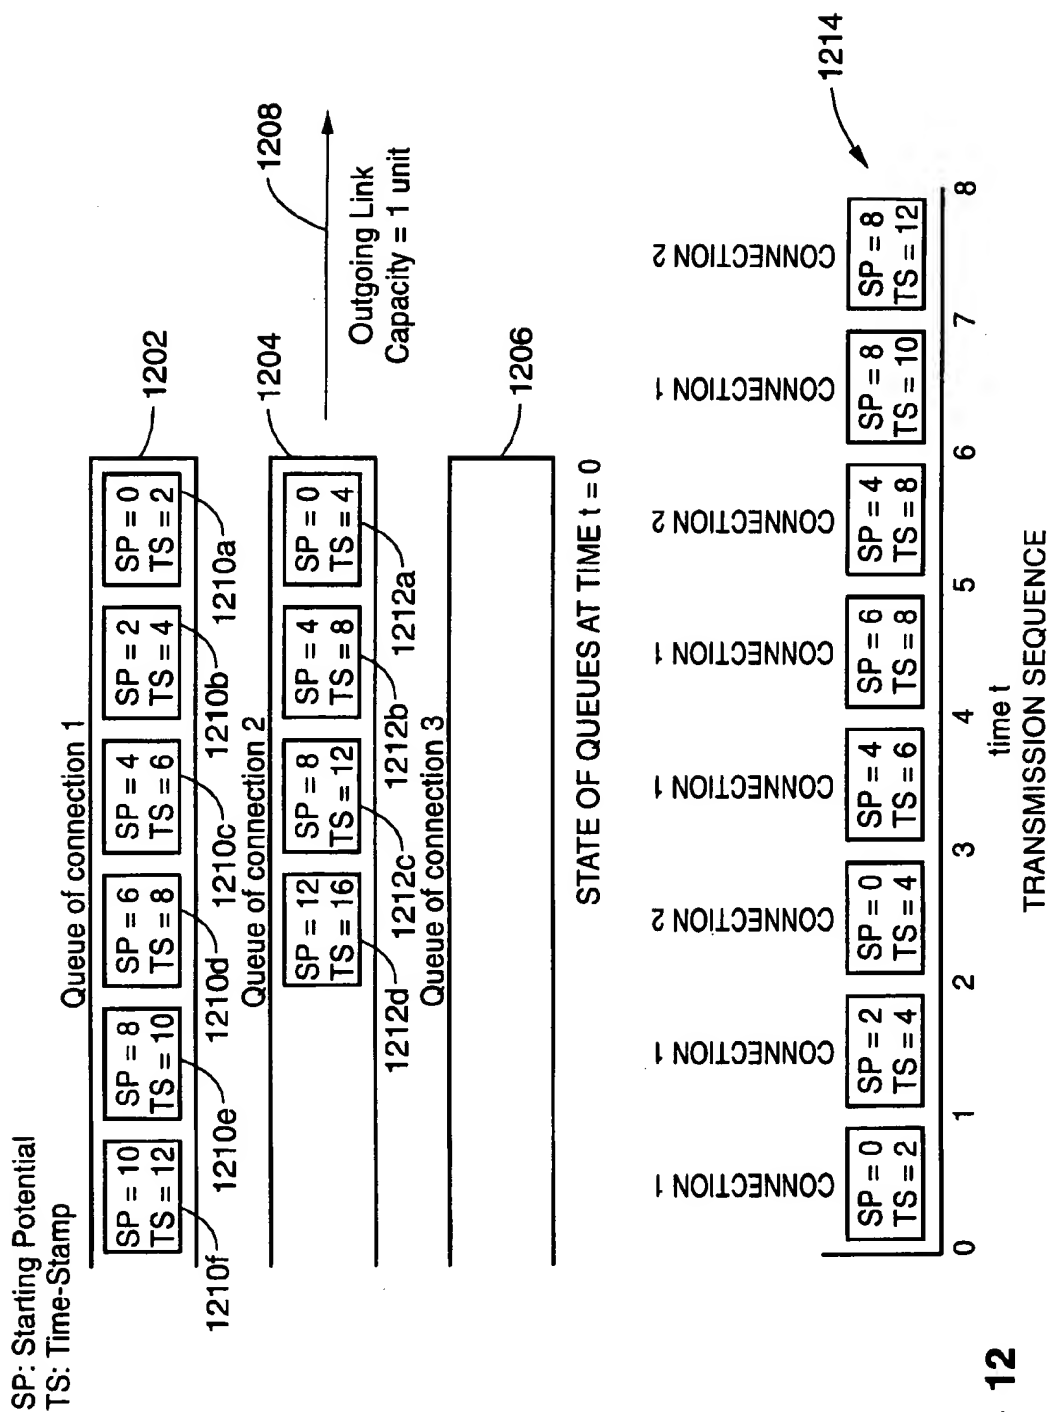 SP: Starting Potential
TS: Time-Stamp
Queue of connection 1
SP = 10
TS = 12
SP = 8
TS = 10
SP = 6
TS = 8
SP = 4
TS = 6
SP = 2
TS = 4
SP = 0
TS = 2
1202
1210f
1210e
1210d
1210c
1210b
1210a
Queue of connection 2
SP = 12
TS = 16
SP = 8
TS = 12
SP = 4
TS = 8
SP = 0
TS = 4
1204
1212d
1212c
1212b
1212a
1208
Outgoing Link
Capacity = 1 unit
Queue of connection 3
1206
STATE OF QUEUES AT TIME t = 0
CONNECTION 1
CONNECTION 1
CONNECTION 2
CONNECTION 1
CONNECTION 1
CONNECTION 2
CONNECTION 1
CONNECTION 2
1214
SP = 0
TS = 2
SP = 2
TS = 4
SP = 0
TS = 4
SP = 4
TS = 6
SP = 6
TS = 8
SP = 4
TS = 8
SP = 8
TS = 10
SP = 8
TS = 12
0 1 2 3 4 5 6 7 8
time t
TRANSMISSION SEQUENCE
12